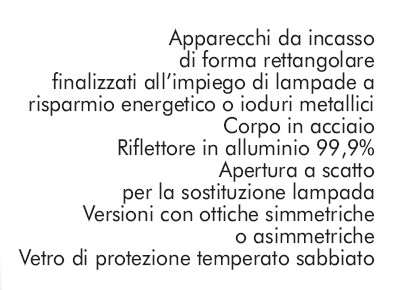 Apparecchi da incasso
di forma rettangolare
finalizzati all'impiego di lampade a
risparmio energetico o ioduri metallici
Corpo in acciaio
Riflettore in alluminio 99,9%
Apertura a scatto
per la sostituzione lampada
Versioni con ottiche simmetriche
o asimmetriche
Vetro di protezione temperato sabbiato